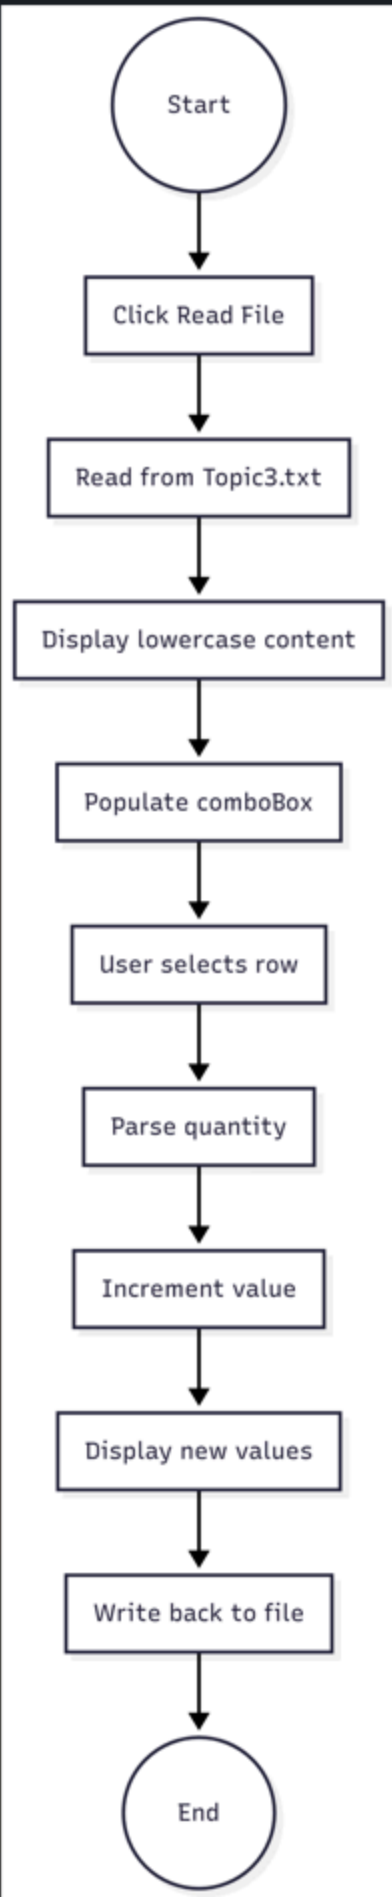 Start
Click Read File
Read from Topic3.txt
Display lowercase content
Populate comboBox
User selects row
Parse quantity
Increment value
Display new values
Write back to file
End